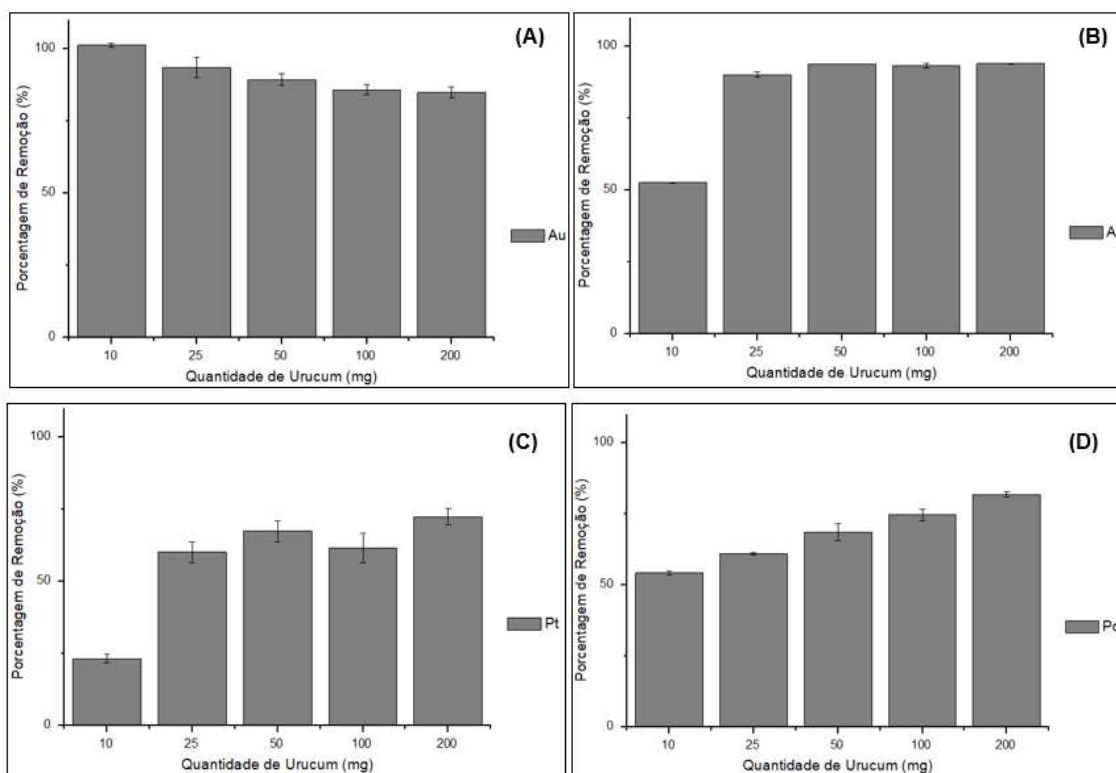 (A)
Porcentagem de Remoção (%)
100
50
0
10 25 50 100 200
Quantidade de Urucum (mg)
Au
(B)
Porcentagem de Remoção (%)
100
50
0
10 25 50 100 200
Quantidade de Urucum (mg)
A
(C)
Porcentagem de Remoção (%)
100
50
0
10 25 50 100 200
Quantidade de Urucum (mg)
Pt
(D)
Porcentagem de Remoção (%)
100
50
0
10 25 50 100 200
Quantidade de Urucum (mg)